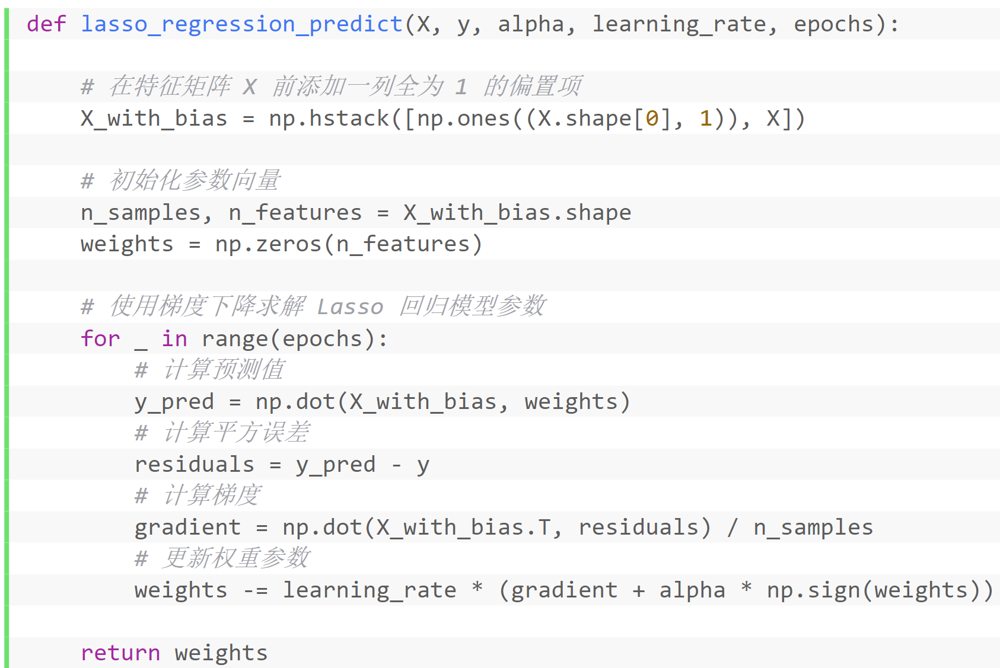 def lasso_regression_predict(X, y, alpha, learning_rate, epochs):
# 在特征矩阵 X 前添加一列全为 1 的偏置项
X_with_bias = np.hstack([np.ones((X.shape[0], 1)), X])
# 初始化参数向量
n_samples, n_features = X_with_bias.shape
weights = np.zeros(n_features)
# 使用梯度下降求解 Lasso 回归模型参数
for _ in range(epochs):
# 计算预测值
y_pred = np.dot(X_with_bias, weights)
# 计算平方误差
residuals = y_pred - y
# 计算梯度
gradient = np.dot(X_with_bias.T, residuals) / n_samples
# 更新权重参数
weights -= learning_rate * (gradient + alpha * np.sign(weights))
return weights